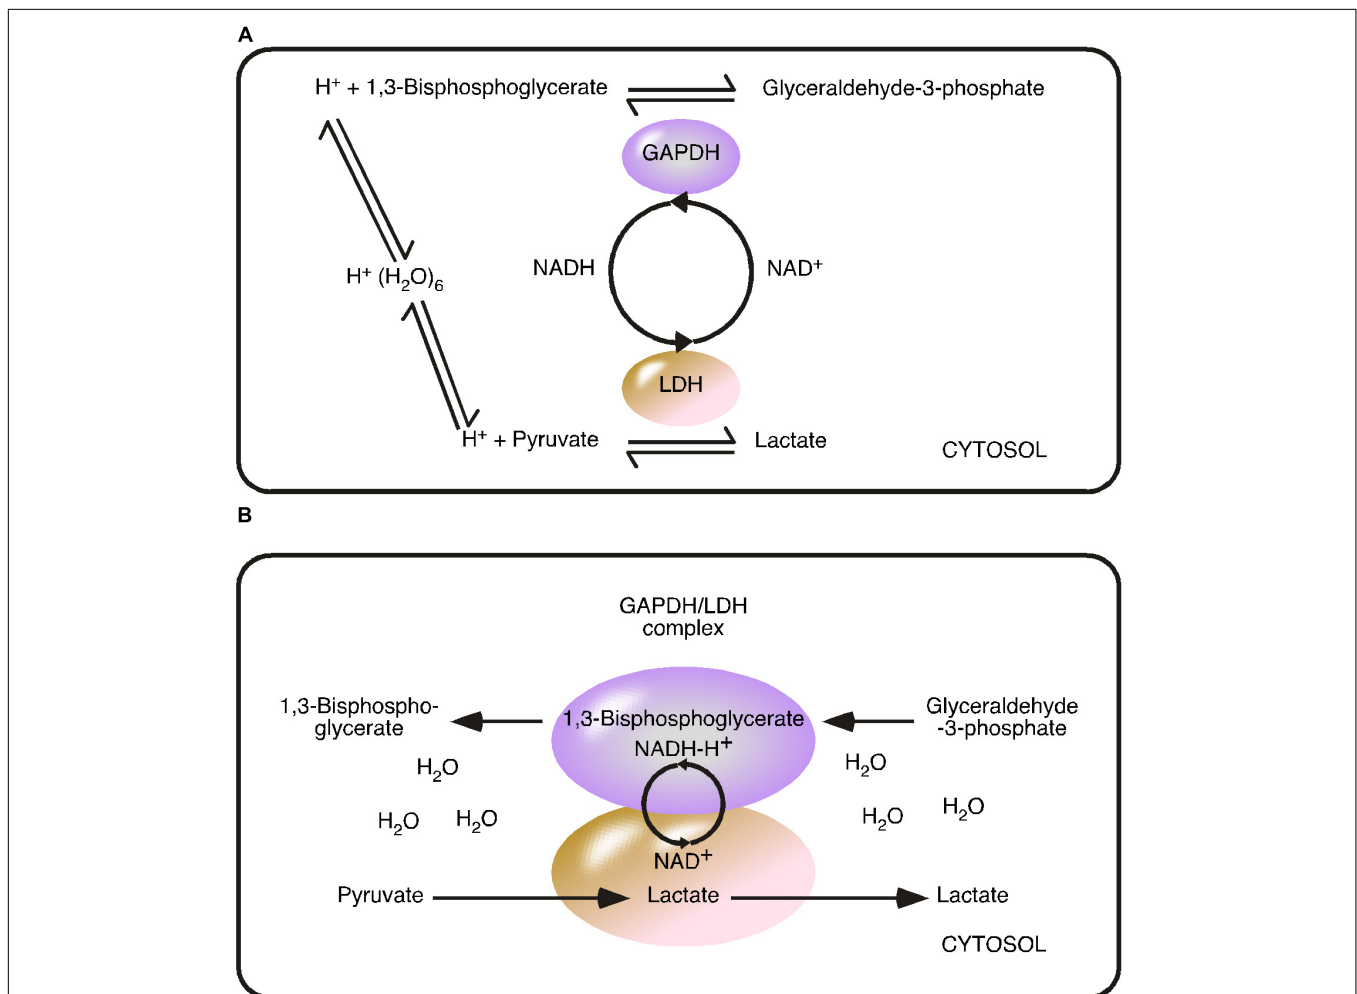 A
H⁺ + 1,3-Bisphosphoglycerate
Glyceraldehyde-3-phosphate
GAPDH
NADH
NAD⁺
H⁺ (H₂O)₆
LDH
H⁺ + Pyruvate
Lactate
CYTOSOL
B
GAPDH/LDH
complex
1,3-Bisphospho-
glycerate
1,3-Bisphosphoglycerate
NADH-H⁺
Glyceraldehyde
-3-phosphate
H₂O
H₂O
H₂O
H₂O
H₂O
H₂O
NAD⁺
Pyruvate
Lactate
Lactate
CYTOSOL